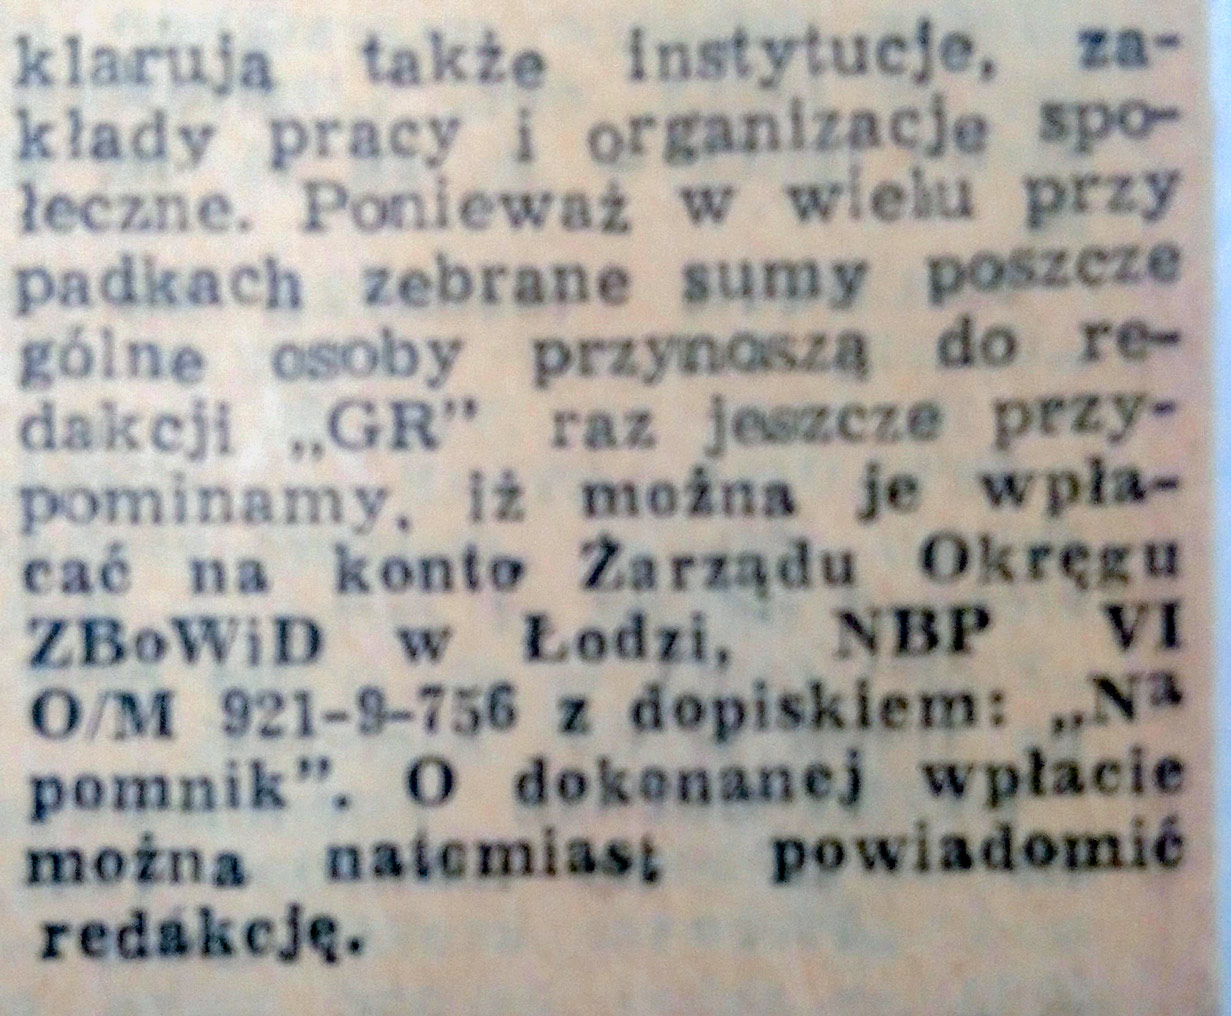 klarują także instytucje, za-
kłady pracy i organizacje spo-
łeczne. Ponieważ w wielu przy
padkach zebrane sumy poszcze
gólne osoby przynoszą do re-
dakcji „GR” raz jeszcze przy-
pominamy, iż można je wpła-
cać na konto Żarządu Okręgu
ZBoWiD w Łodzi, NBP VI
O/M 921-9-756 z dopiskiem: „Na
pomnik”. O dokonanej wpłacie
można natomiast powiadomić
redakcję.